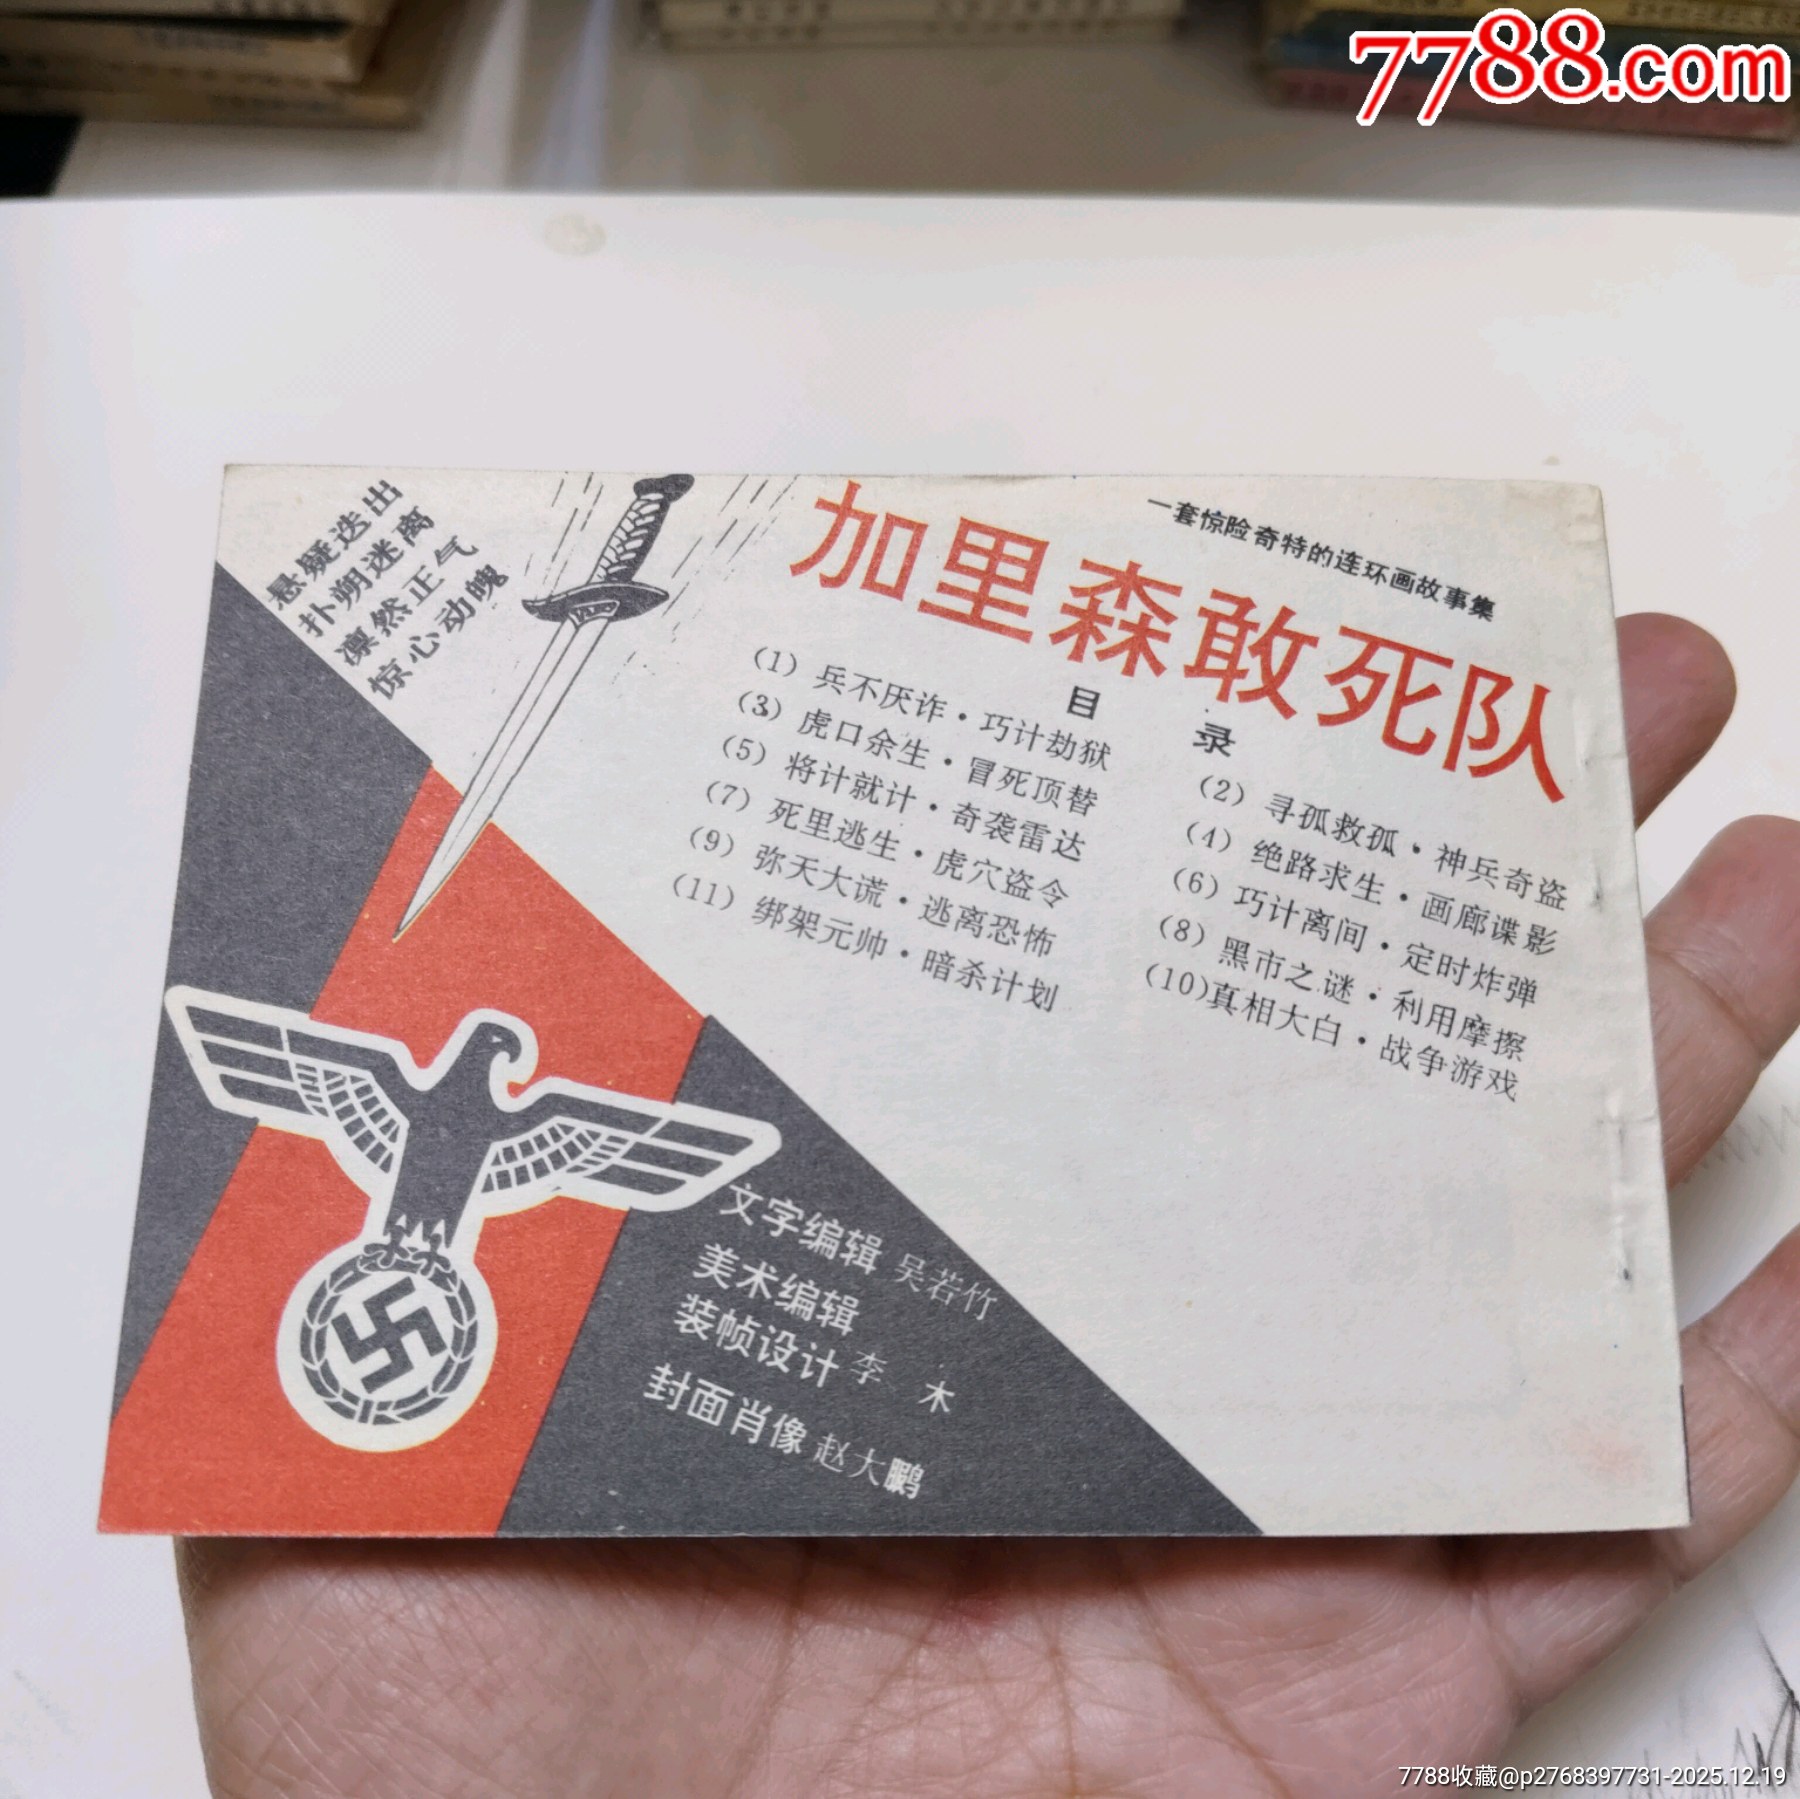 7788.com
悬疑迭出
扑朔迷离
凛然正气
惊心动魄
一套惊险奇特的连环画故事集
加里森敢死队
目 录
(1) 兵不厌诈·巧计劫狱
(2) 寻孤救孤·神兵奇盗
(3) 虎口余生·冒死顶替
(4) 绝路求生·画廊谍影
(5) 将计就计·奇袭雷达
(6) 巧计离间·定时炸弹
(7) 死里逃生·虎穴盗令
(8) 黑市之谜·利用摩擦
(9) 弥天大谎·逃离恐怖
(10)真相大白·战争游戏
(11) 绑架元帅·暗杀计划
文字编辑 吴若竹
美术编辑
装帧设计 李 木
封面肖像 赵大鹏
7788收藏@p2768397731-2025.12.19